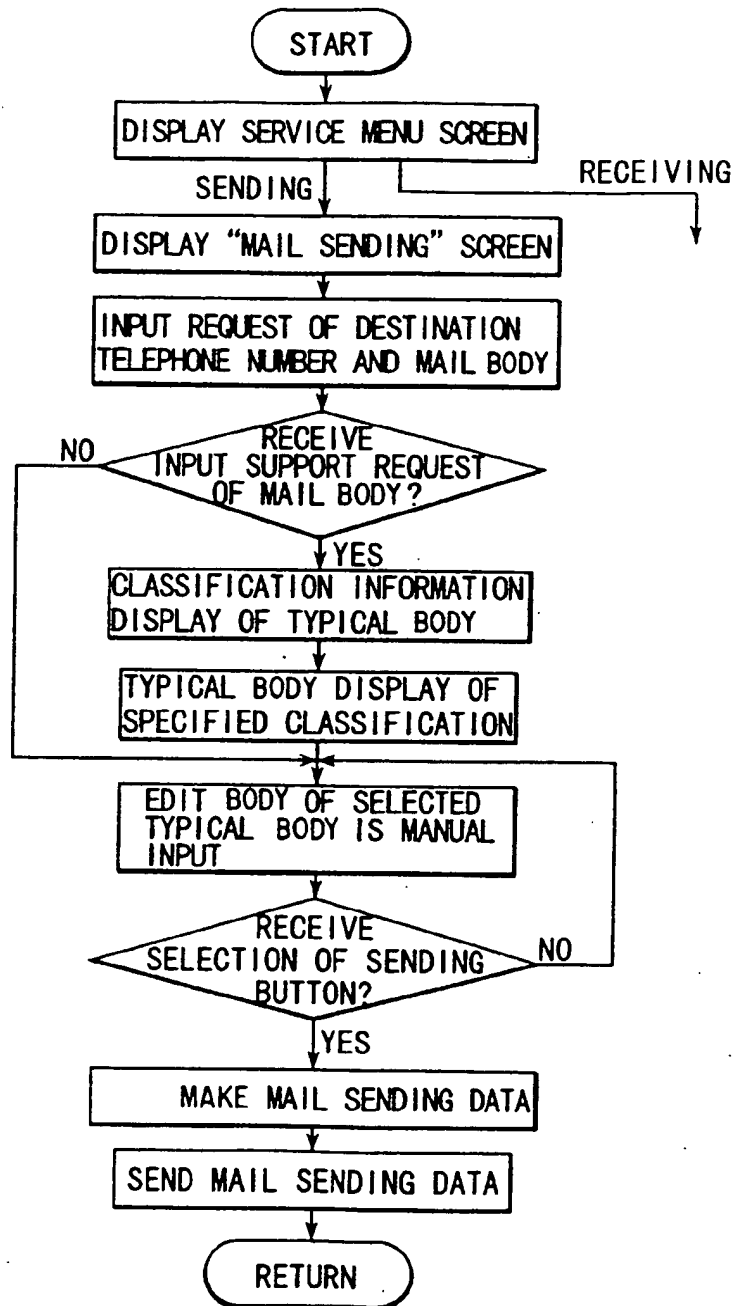 START
DISPLAY SERVICE MENU SCREEN
RECEIVING
SENDING
DISPLAY “MAIL SENDING” SCREEN
INPUT REQUEST OF DESTINATION
TELEPHONE NUMBER AND MAIL BODY
NO
RECEIVE
INPUT SUPPORT REQUEST
OF MAIL BODY?
YES
CLASSIFICATION INFORMATION
DISPLAY OF TYPICAL BODY
TYPICAL BODY DISPLAY OF
SPECIFIED CLASSIFICATION
EDIT BODY OF SELECTED
TYPICAL BODY IS MANUAL
INPUT
RECEIVE
SELECTION OF SENDING
BUTTON?
NO
YES
MAKE MAIL SENDING DATA
SEND MAIL SENDING DATA
RETURN